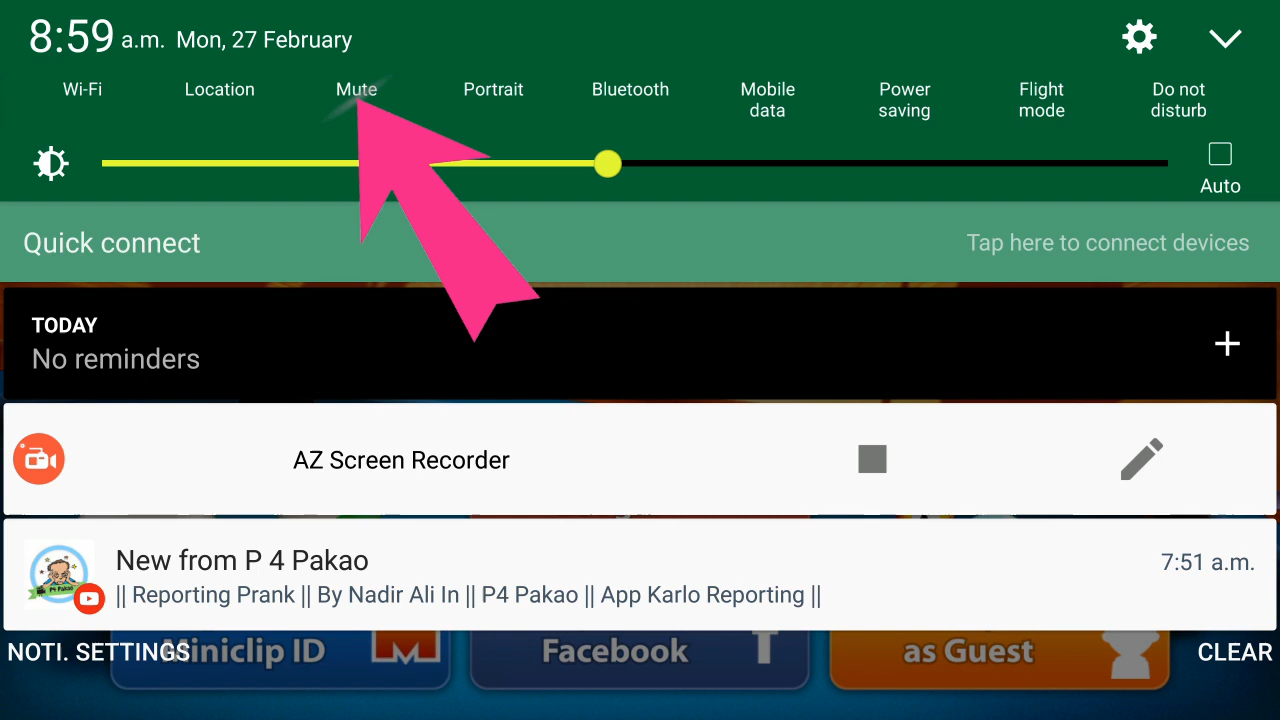 8:59 a.m. Mon, 27 February
Wi-Fi Location Mute Portrait Bluetooth Mobile data Power saving Flight mode Do not disturb
Auto
Quick connect Tap here to connect devices
TODAY
No reminders
AZ Screen Recorder
New from P 4 Pakao 7:51 a.m.
P4 Pakao
|| Reporting Prank || By Nadir Ali In || P4 Pakao || App Karlo Reporting ||
NOTI. SETTINGS CLEAR
Miniclip ID Facebook as Guest